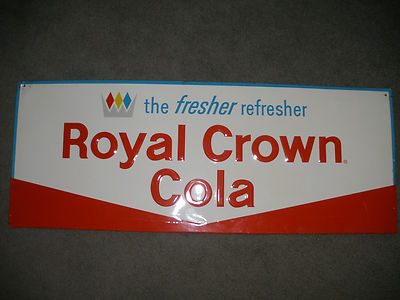 the fresher refresher
Royal Crown
Cola